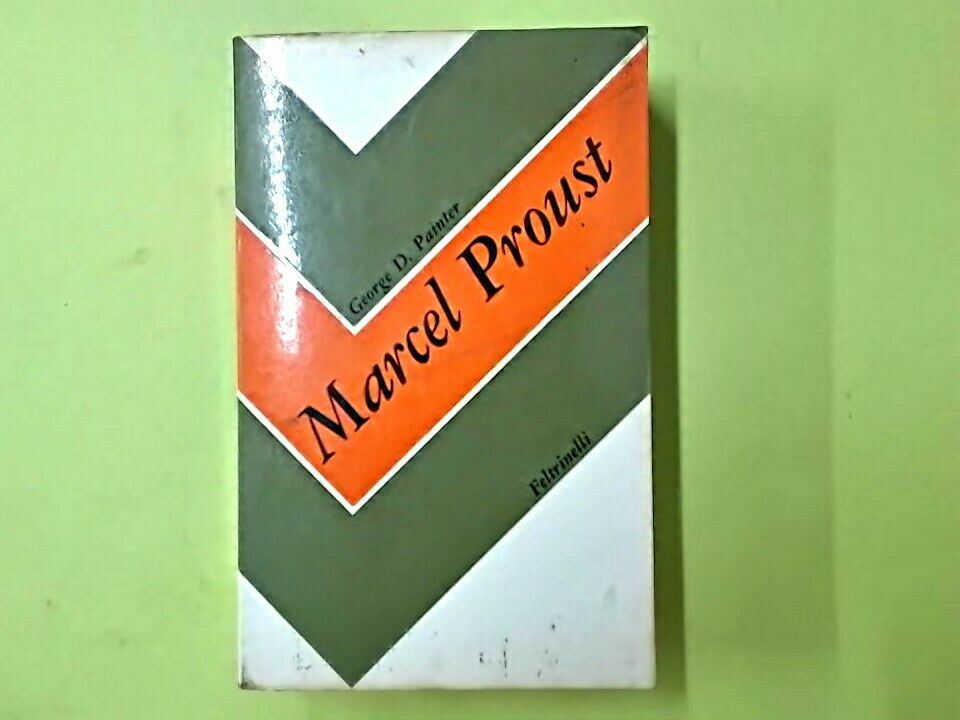 George D. Painter
Marcel Proust
Feltrinelli